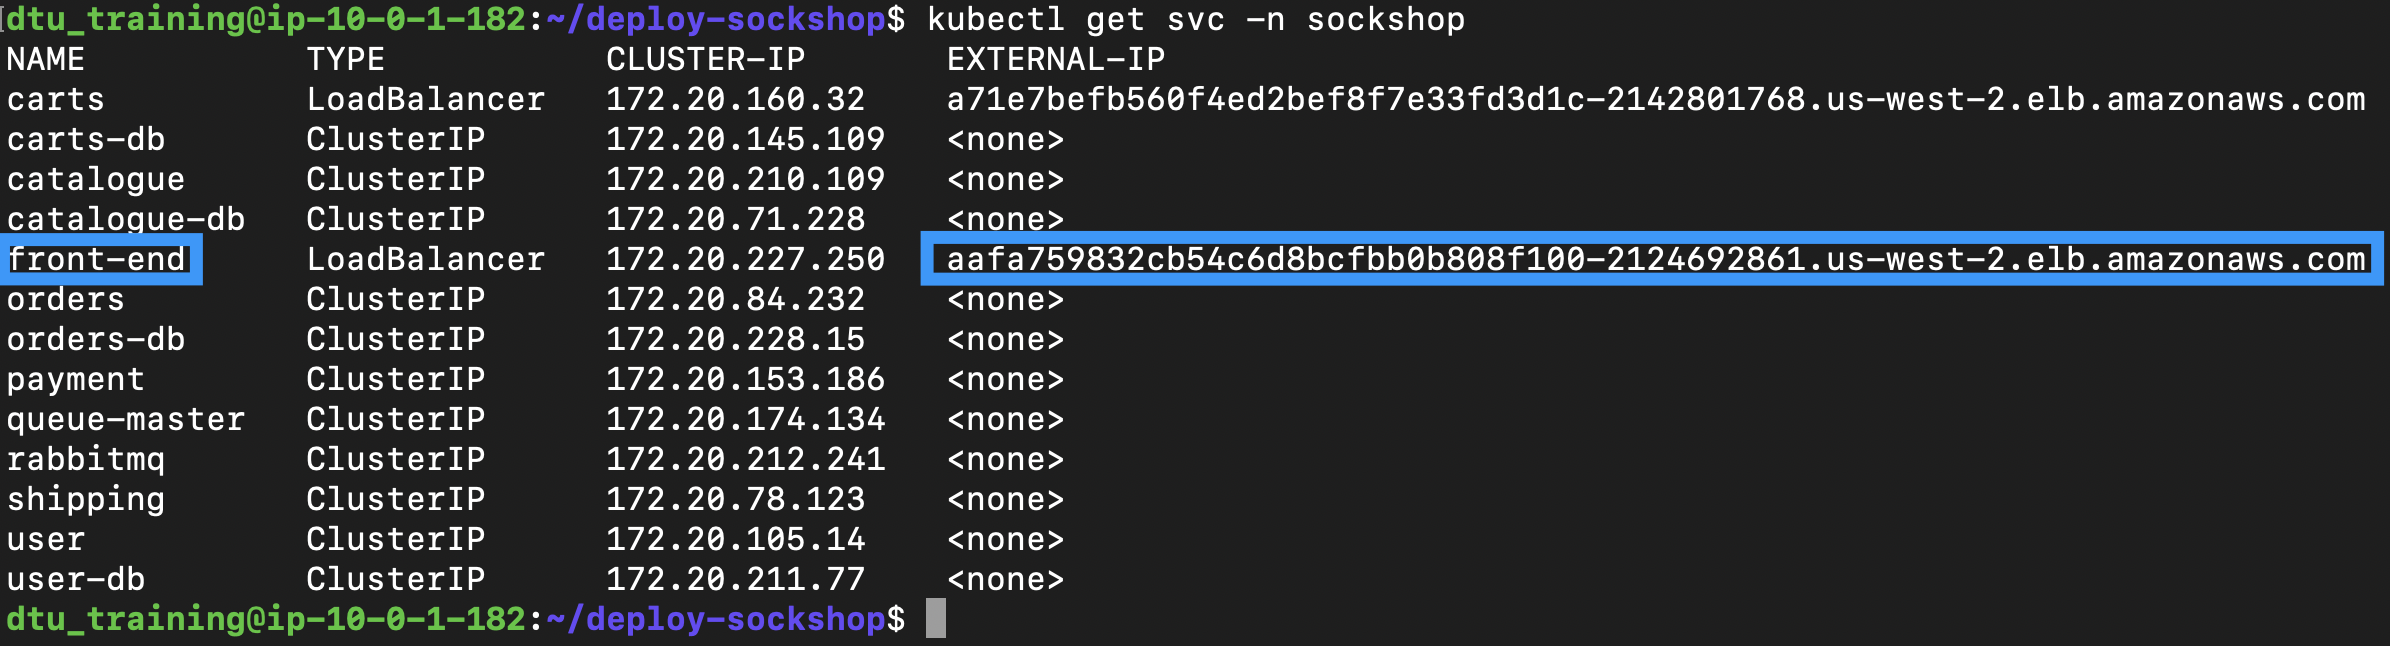 dtu_training@ip-10-0-1-182:~/deploy-sockshop$ kubectl get svc -n sockshop
NAME TYPE CLUSTER-IP EXTERNAL-IP
carts LoadBalancer 172.20.160.32 a71e7befb560f4ed2bef8f7e33fd3d1c-2142801768.us-west-2.elb.amazonaws.com
carts-db ClusterIP 172.20.145.109 <none>
catalogue ClusterIP 172.20.210.109 <none>
catalogue-db ClusterIP 172.20.71.228 <none>
front-end LoadBalancer 172.20.227.250 aafa759832cb54c6d8bcfbb0b808f100-2124692861.us-west-2.elb.amazonaws.com
orders ClusterIP 172.20.84.232 <none>
orders-db ClusterIP 172.20.228.15 <none>
payment ClusterIP 172.20.153.186 <none>
queue-master ClusterIP 172.20.174.134 <none>
rabbitmq ClusterIP 172.20.212.241 <none>
shipping ClusterIP 172.20.78.123 <none>
user ClusterIP 172.20.105.14 <none>
user-db ClusterIP 172.20.211.77 <none>
dtu_training@ip-10-0-1-182:~/deploy-sockshop$